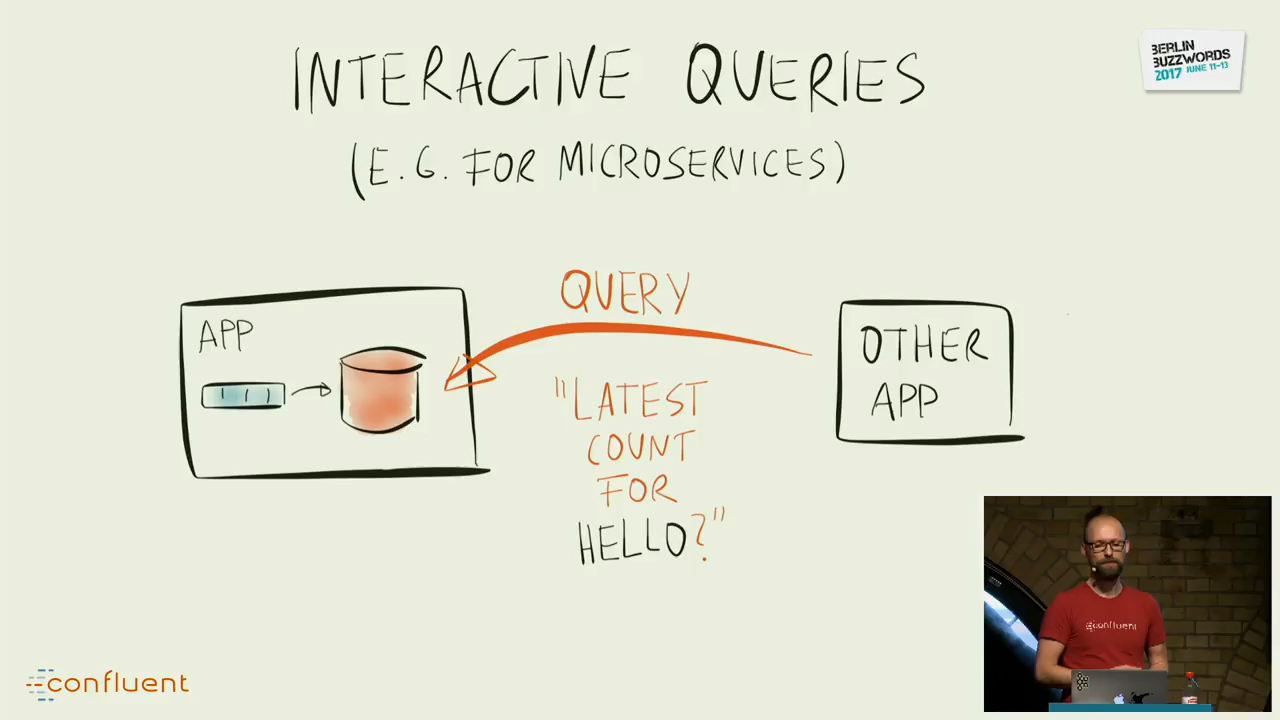 INTERACTIVE QUERIES
(E.G. FOR MICROSERVICES)
BERLIN
BUZZWORDS
2017 JUNE 11-13
APP
QUERY
"LATEST
COUNT
FOR
HELLO?"
OTHER
APP
confluent
confluent